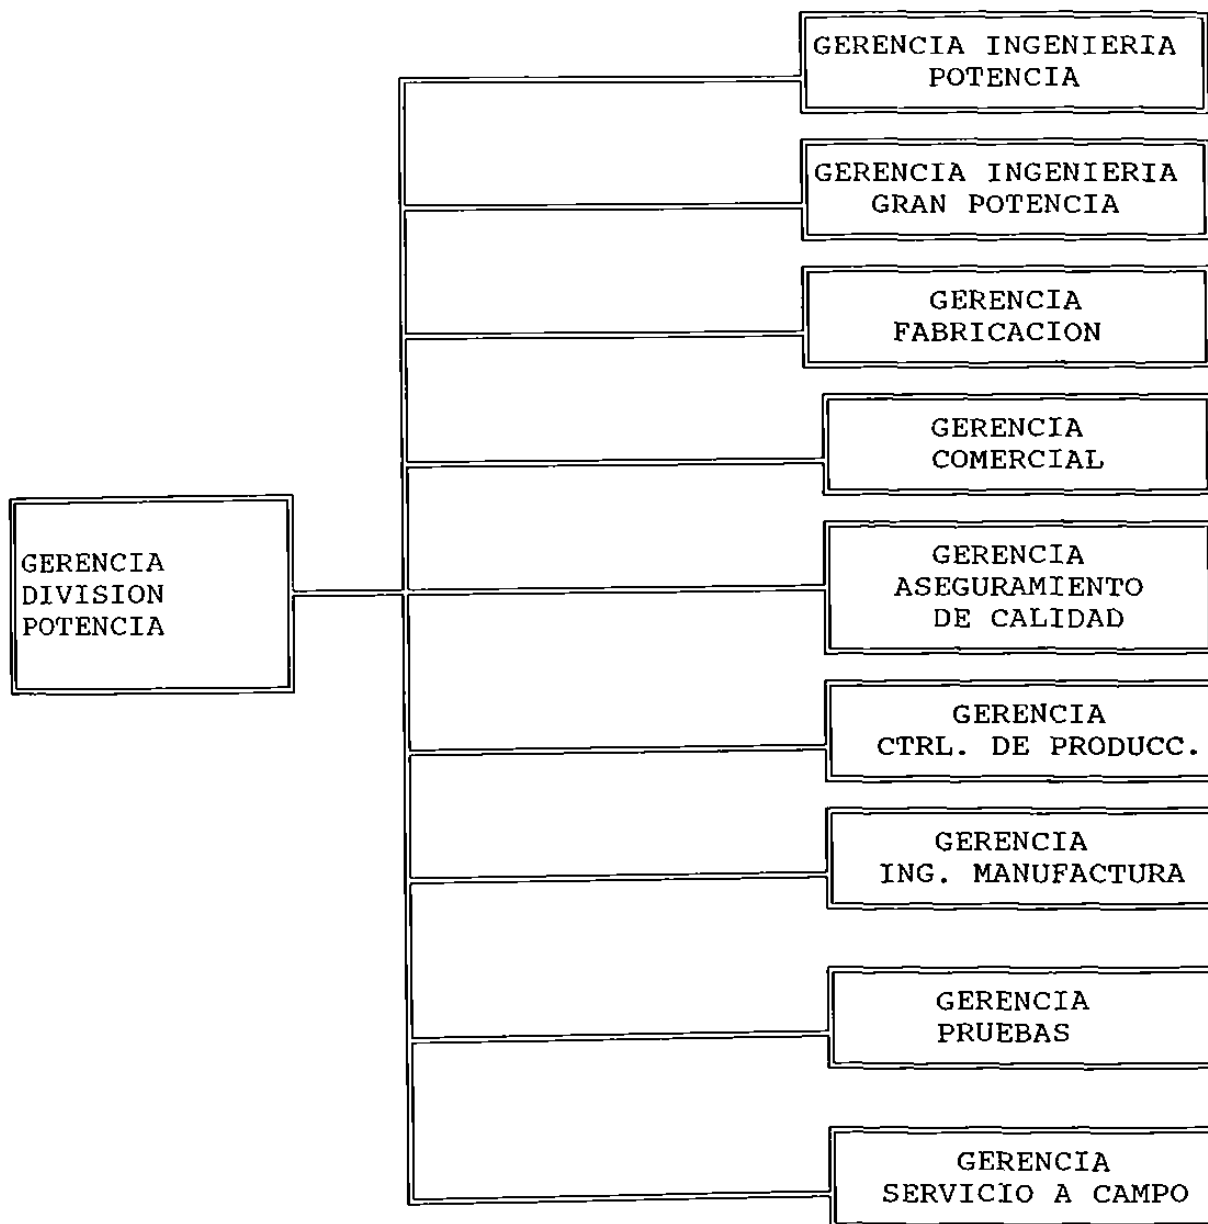 GERENCIA INGENIERIA
POTENCIA
GERENCIA INGENIERIA
GRAN POTENCIA
GERENCIA
FABRICACION
GERENCIA
COMERCIAL
GERENCIA
DIVISION
POTENCIA
GERENCIA
ASEGURAMIENTO
DE CALIDAD
GERENCIA
CTRL. DE PRODUCC.
GERENCIA
ING. MANUFACTURA
GERENCIA
PRUEBAS
GERENCIA
SERVICIO A CAMPO